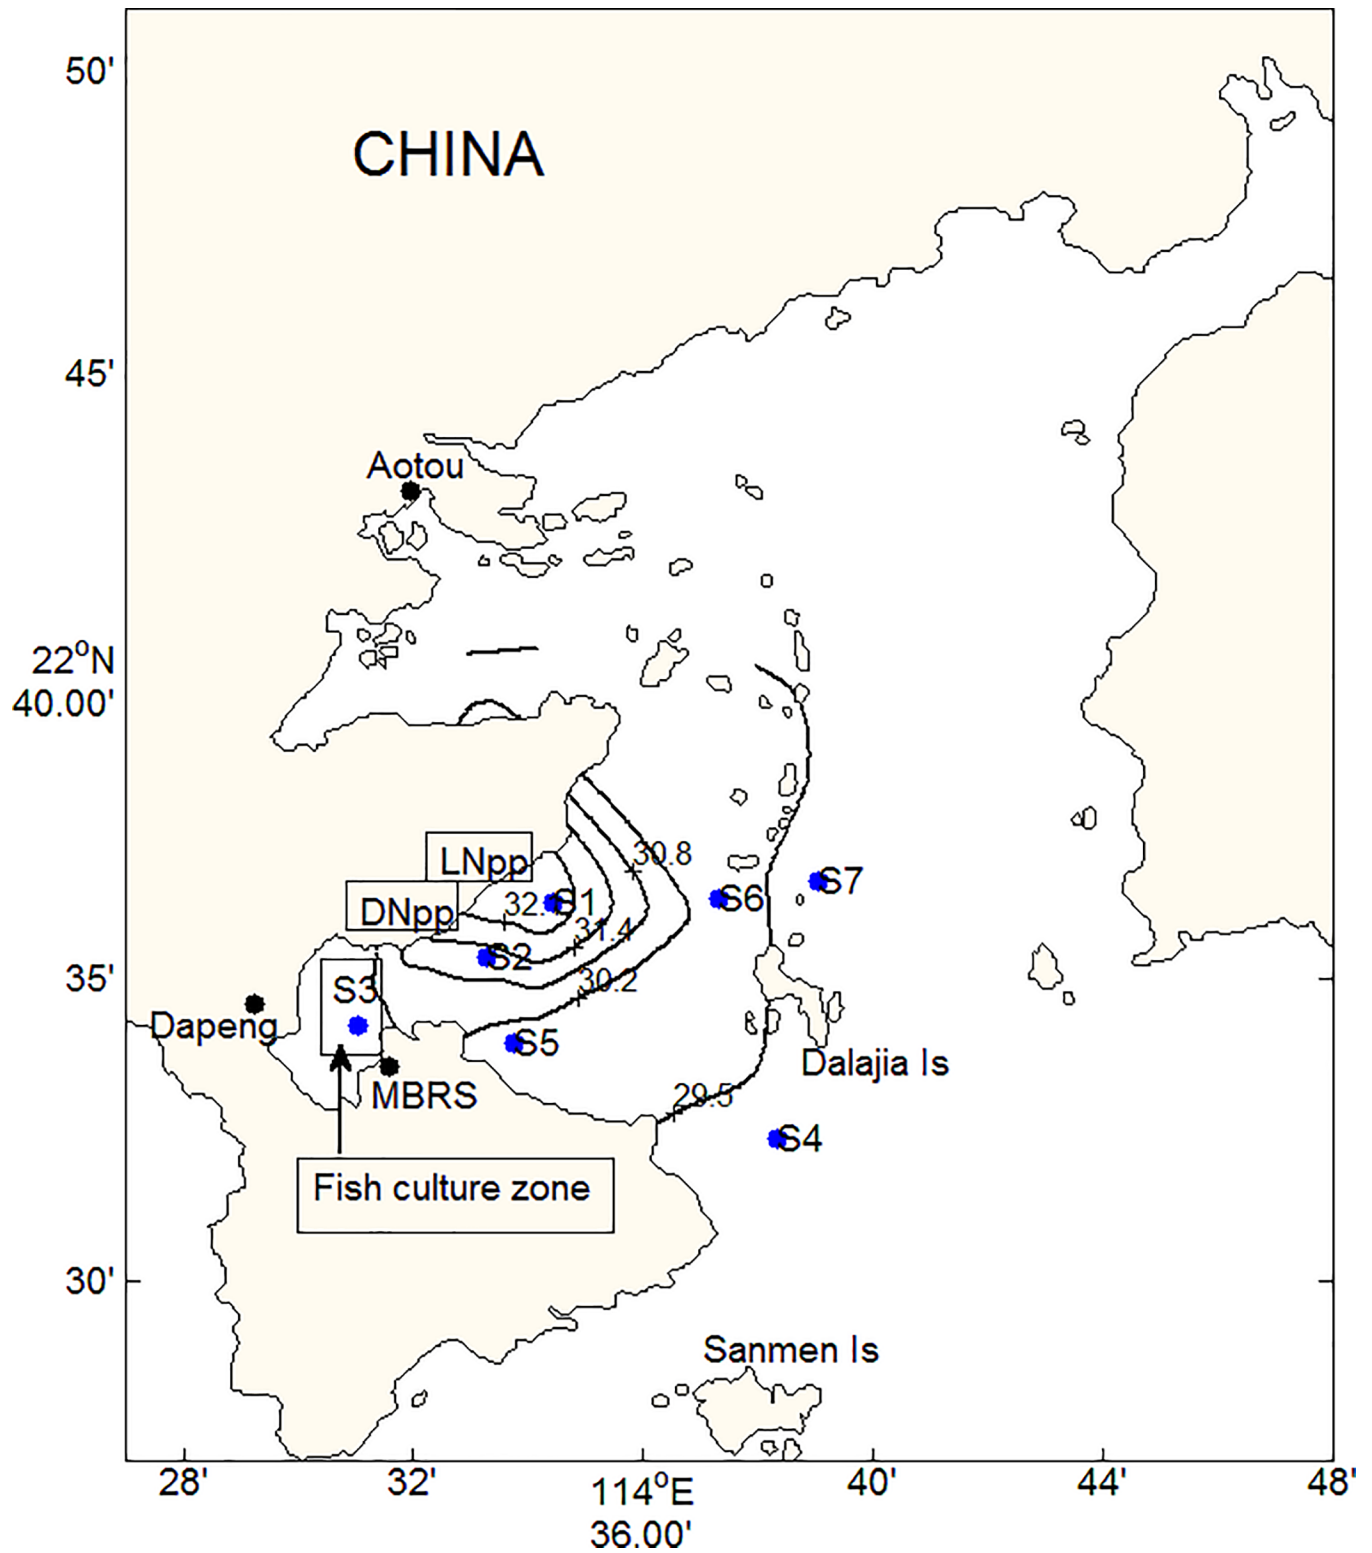 50'
CHINA
45'
Aotou
22°N
40.00'
LNpp
30.8
DNpp
32.
S1
S6
S7
31.4
S2
35'
S3
30.2
Dapeng
S5
MBRS
Dalajia Is
29.5
S4
Fish culture zone
30'
Sanmen Is
28'
32'
114°E
36.00'
40'
44'
48'